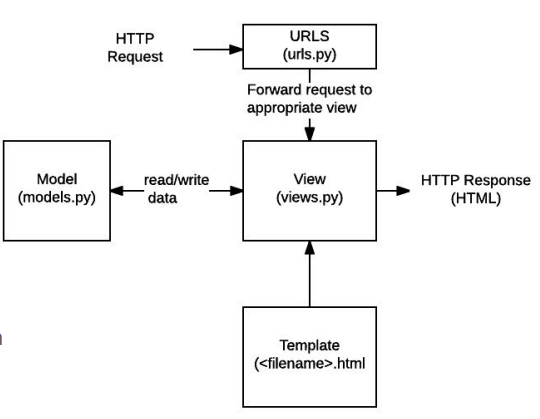 HTTP
Request
URLS
(urls.py)
Forward request to
appropriate view
Model
(models.py)
read/write
data
View
(views.py)
HTTP Response
(HTML)
Template
(<filename>.html